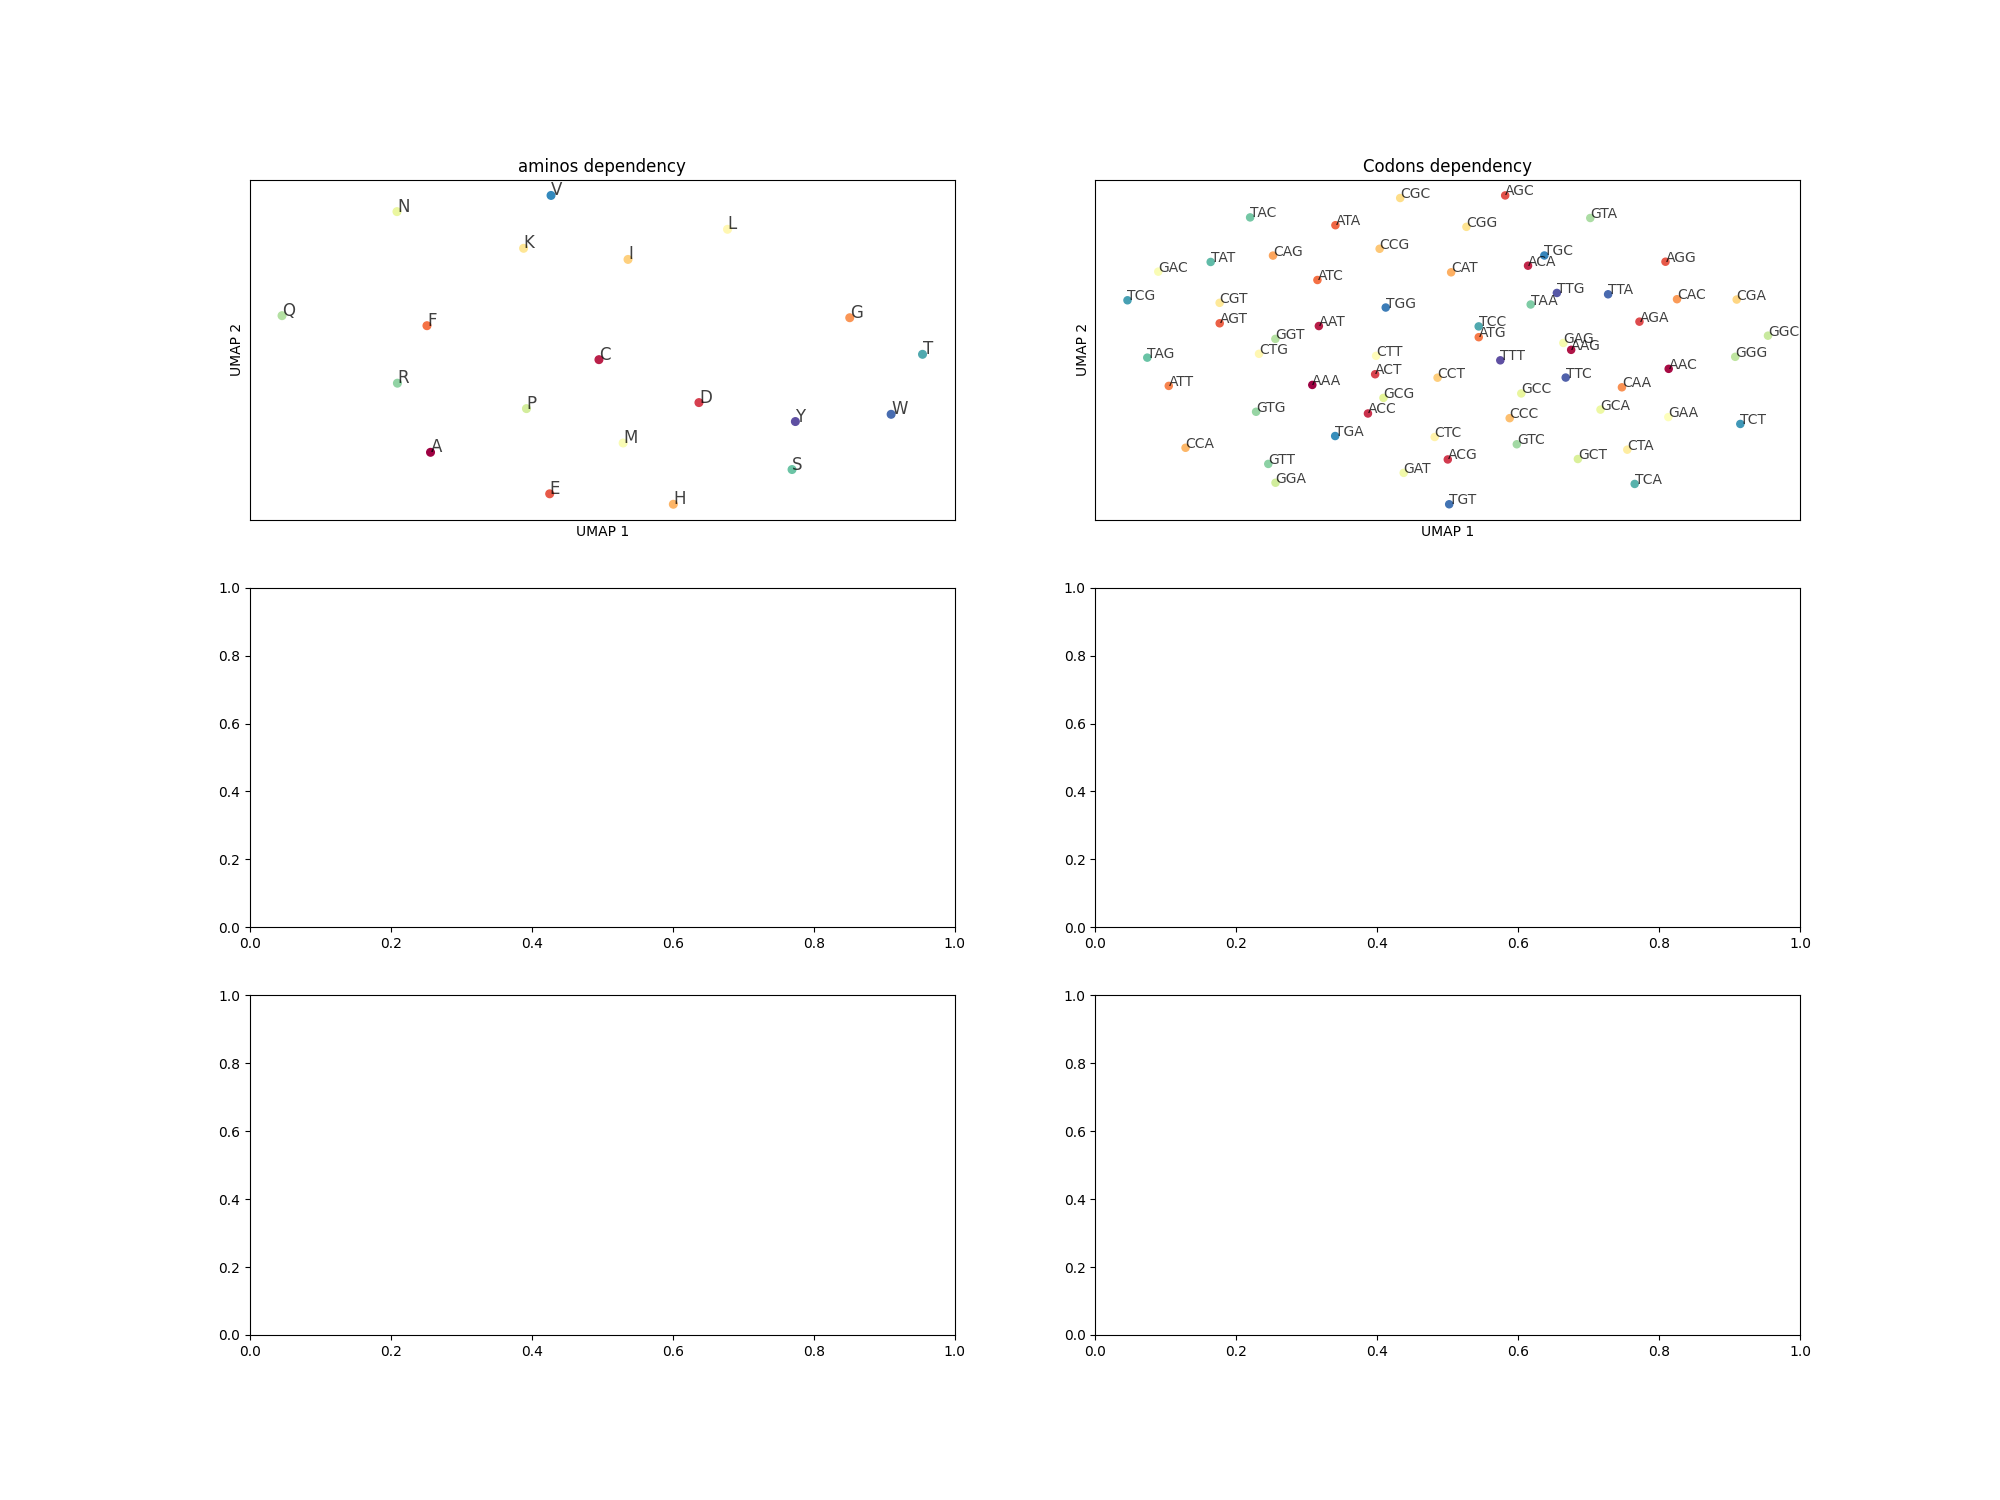 aminos dependency
V
N
L
K
I
Q
F
G
C
T
R
P
D
Y
W
A
M
S
E
H
UMAP 2
UMAP 1
Codons dependency
CGC
AGC
TAC
GTA
ATA
CGG
CCG
CAG
TGC
TAT
ACA
AGG
GAC
CAT
ATC
TTG
TTA
TCG
CGT
CAC
CGA
TAA
TGG
AGT
AAT
TCC
AGA
ATG
GGT
GGC
GAG
AAG
CTG
CTT
TAG
TTT
GGG
AAC
ACT
CCT
TTC
ATT
AAA
CAA
GCG
GCC
GTG
ACC
GCA
CCC
GAA
TCT
TGA
CTC
CCA
GTC
CTA
ACG
GCT
GTT
GAT
GGA
TCA
TGT
UMAP 2
UMAP 1
1.0
0.8
0.6
0.4
0.2
0.0
0.0 0.2 0.4 0.6 0.8 1.0
1.0
0.8
0.6
0.4
0.2
0.0
0.0 0.2 0.4 0.6 0.8 1.0
1.0
0.8
0.6
0.4
0.2
0.0
0.0 0.2 0.4 0.6 0.8 1.0
1.0
0.8
0.6
0.4
0.2
0.0
0.0 0.2 0.4 0.6 0.8 1.0